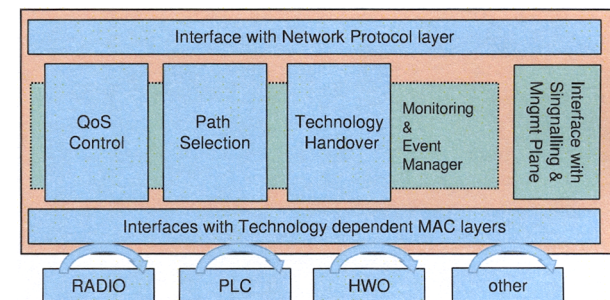 Interface with Network Protocol layer
QoS
Control
Path
Selection
Technology
Handover
Monitoring
&
Event
Manager
Interface with
Singnalling &
Mngmt Plane
Interfaces with Technology dependent MAC layers
RADIO
PLC
HWO
other